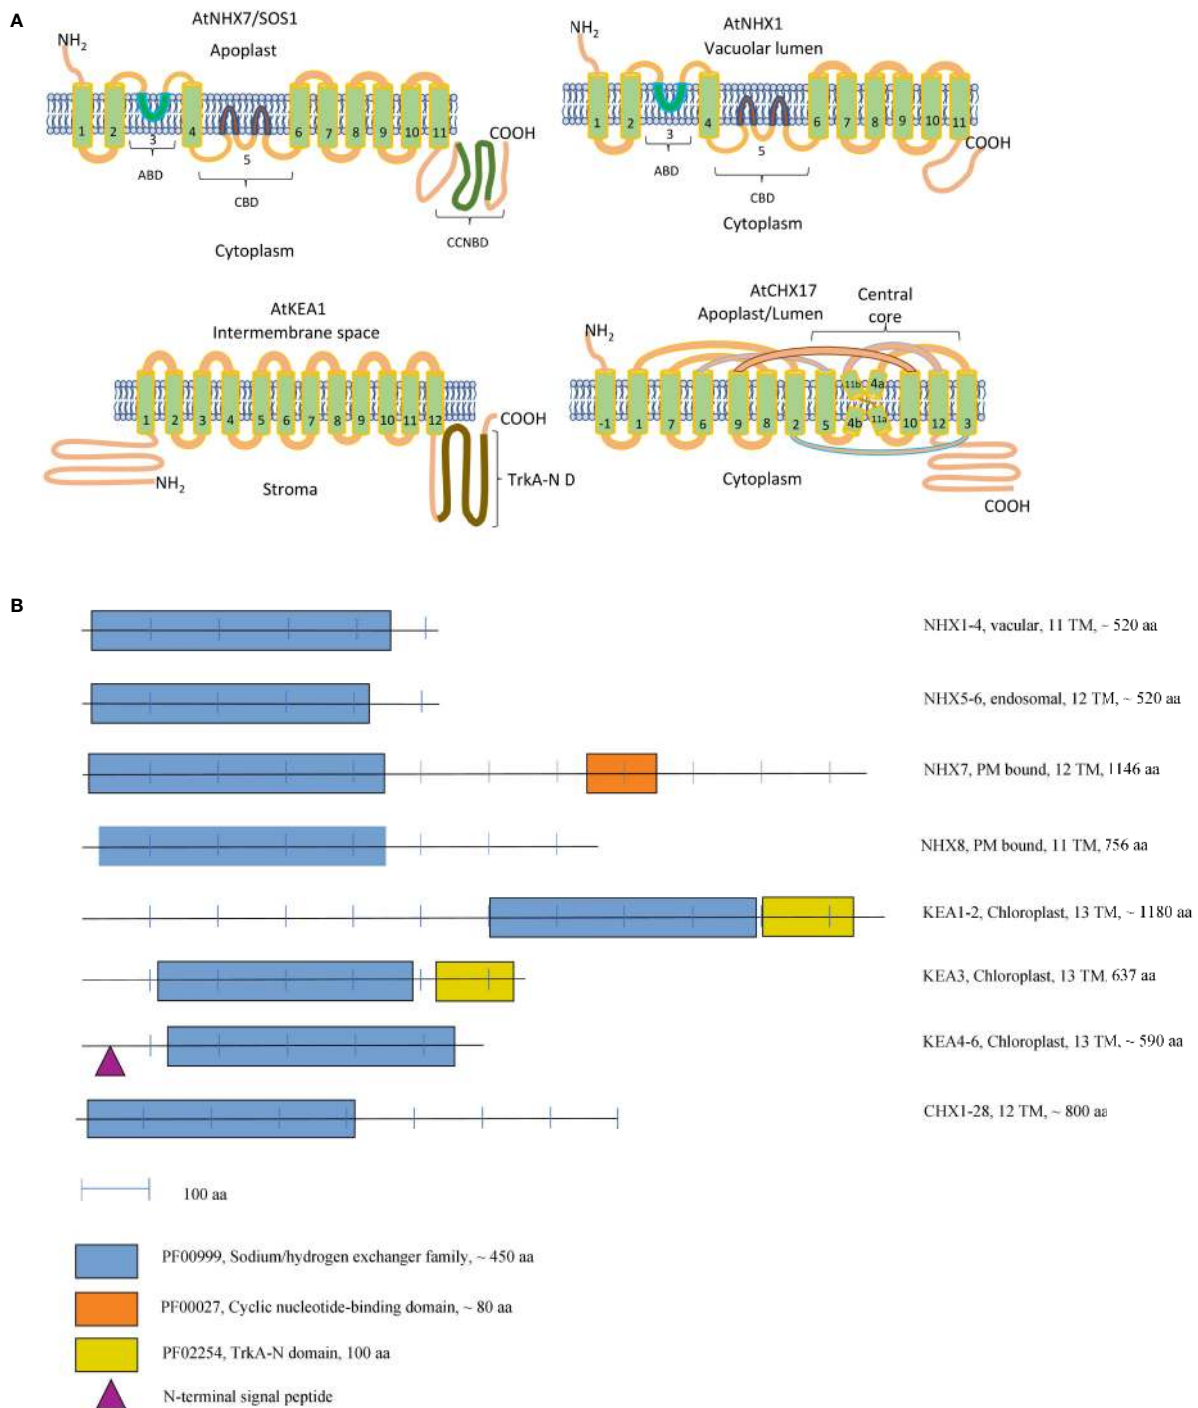 A
AtNHX7/SOS1
Apoplast
NH2
1 2 3 4 5 6 7 8 9 10 11
ABD
CBD
COOH
CCNBD
Cytoplasm
AtNHX1
Vacuolar lumen
NH2
1 2 3 4 5 6 7 8 9 10 11
ABD
CBD
COOH
Cytoplasm
AtKEA1
Intermembrane space
1 2 3 4 5 6 7 8 9 10 11 12
COOH
NH2
Stroma
TrkA-N D
AtCHX17
Apoplast/Lumen
Central
core
NH2
-1 1 7 6 9 8 2 5 11b 4a 4b 11a 10 12 3
Cytoplasm
COOH
B
NHX1-4, vacular, 11 TM, ~ 520 aa
NHX5-6, endosomal, 12 TM, ~ 520 aa
NHX7, PM bound, 12 TM, 1146 aa
NHX8, PM bound, 11 TM, 756 aa
KEA1-2, Chloroplast, 13 TM, ~ 1180 aa
KEA3, Chloroplast, 13 TM, 637 aa
KEA4-6, Chloroplast, 13 TM, ~ 590 aa
CHX1-28, 12 TM, ~ 800 aa
100 aa
PF00999, Sodium/hydrogen exchanger family, ~ 450 aa
PF00027, Cyclic nucleotide-binding domain, ~ 80 aa
PF02254, TrkA-N domain, 100 aa
N-terminal signal peptide